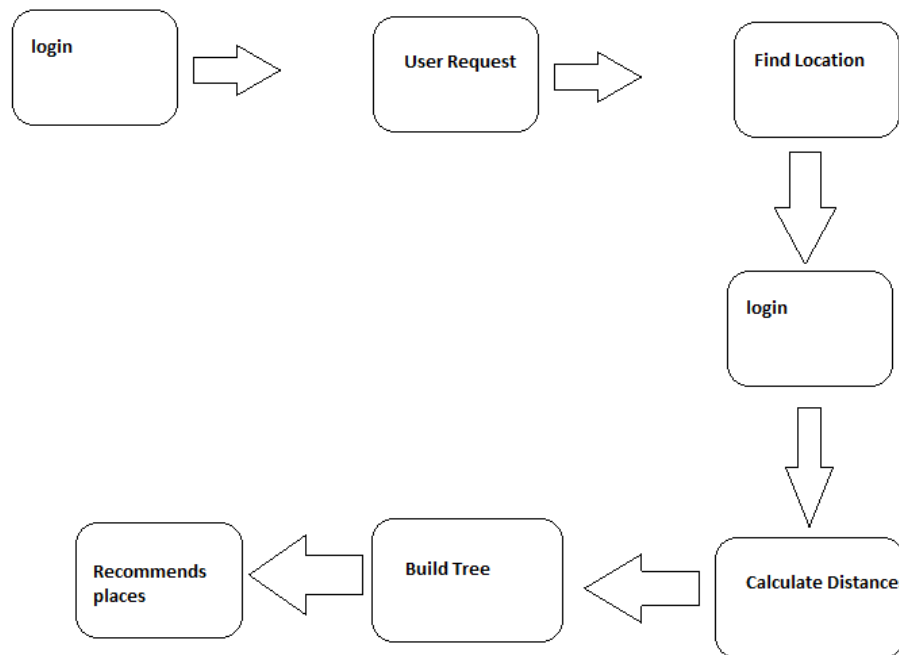 login
User Request
Find Location
login
Calculate Distance
Build Tree
Recommends
places